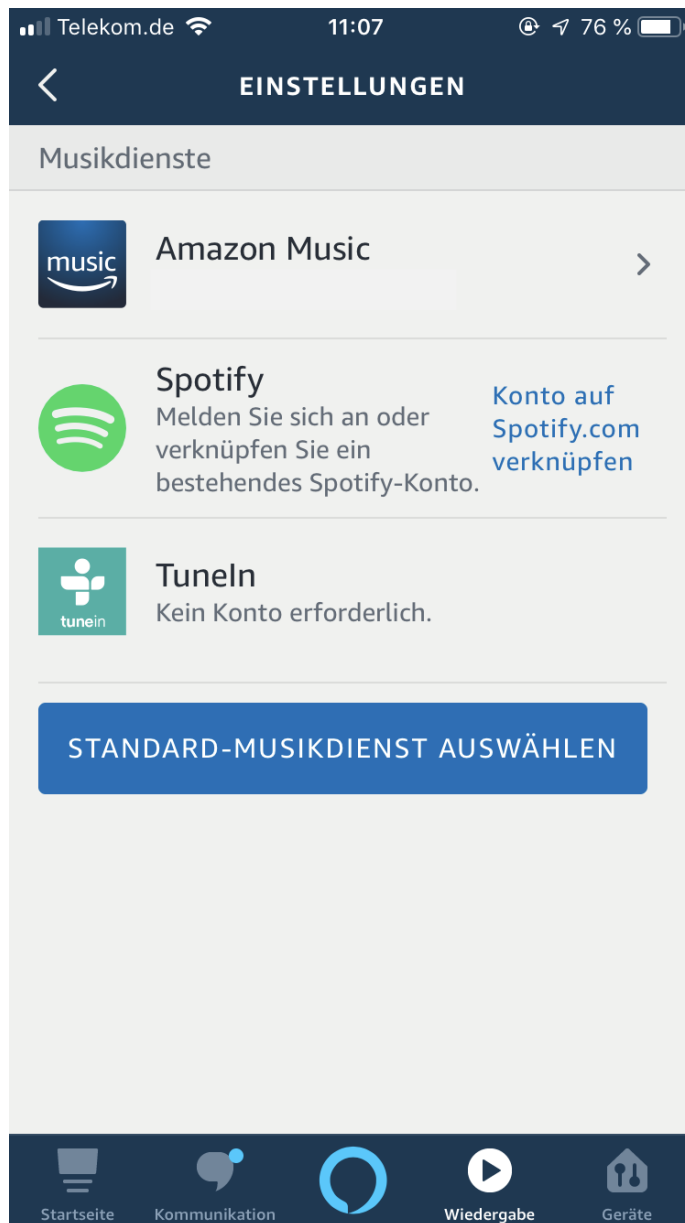 Telekom.de 11:07 76 %
EINSTELLUNGEN
Musikdienste
music
Amazon Music
Spotify
Melden Sie sich an oder
verknüpfen Sie ein
bestehendes Spotify-Konto.
Konto auf
Spotify.com
verknüpfen
tunein
TuneIn
Kein Konto erforderlich.
STANDARD-MUSIKDIENST AUSWÄHLEN
Startseite Kommunikation Wiedergabe Geräte